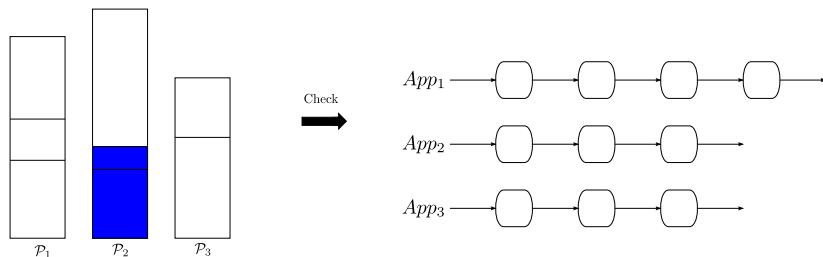 𝒫₁
𝒫₂
𝒫₃
Check
App₁
App₂
App₃